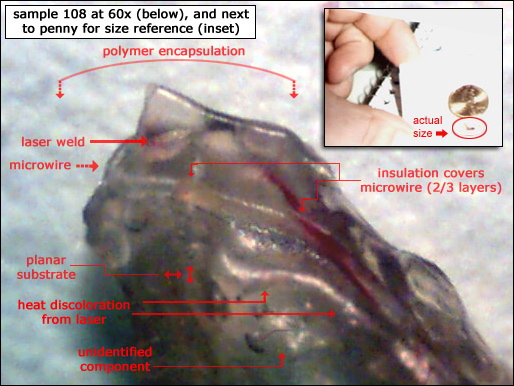 sample 108 at 60x (below), and next
to penny for size reference (inset)
polymer encapsulation
actual
size
laser weld
microwire
insulation covers
microwire (2/3 layers)
planar
substrate
heat discoloration
from laser
unidentified
component